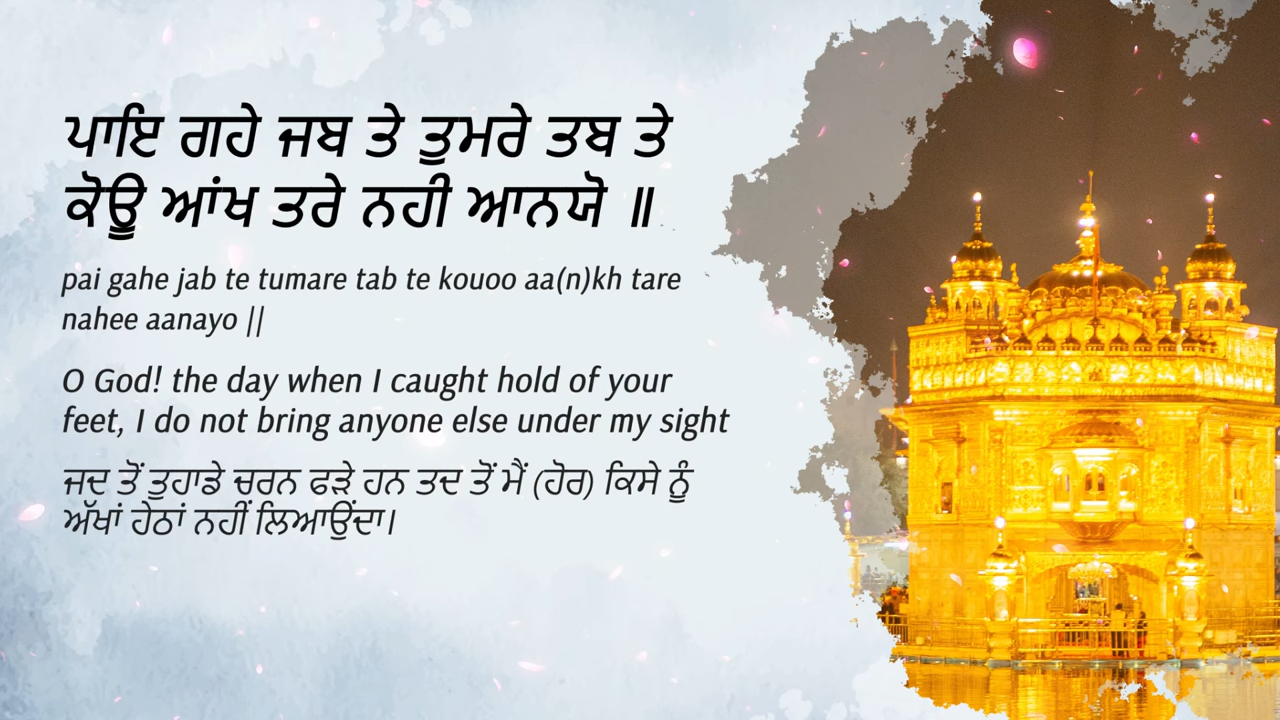 ਪਾਇ ਗਹੇ ਜਬ ਤੇ ਤੁਮਰੇ ਤਬ ਤੇ
ਕੋਊ ਆਂਖ ਤਰੇ ਨਹੀ ਆਨਯੋ ॥
pai gahe jab te tumare tab te kouoo aa(n)kh tare
nahee aanayo ||
O God! the day when I caught hold of your
feet, I do not bring anyone else under my sight
ਜਦ ਤੋਂ ਤੁਹਾਡੇ ਚਰਨ ਫੜੇ ਹਨ ਤਦ ਤੋਂ ਮੈਂ (ਹੋਰ) ਕਿਸੇ ਨੂੰ
ਅੱਖਾਂ ਹੇਠਾਂ ਨਹੀਂ ਲਿਆਉਂਦਾ।